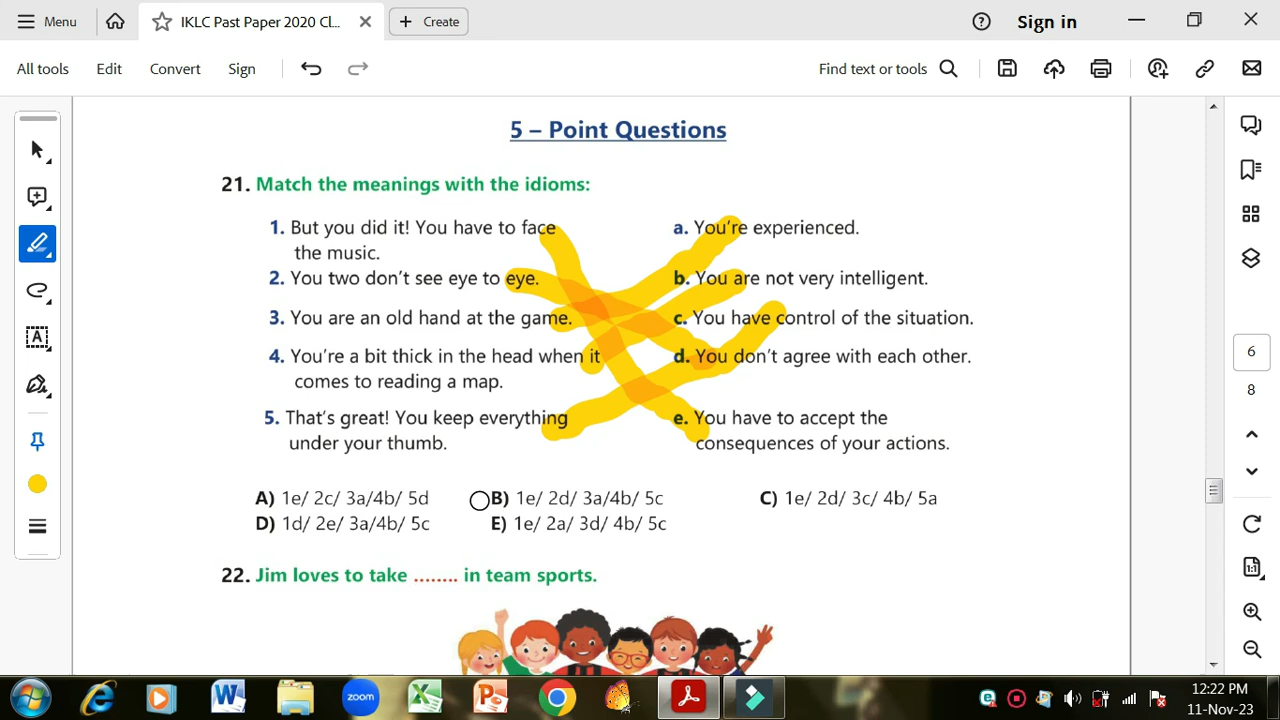 Menu
IKLC Past Paper 2020 Cl...
Create
Sign in
All tools
Edit
Convert
Sign
Find text or tools
5 – Point Questions
21. Match the meanings with the idioms:
1. But you did it! You have to face
the music.
2. You two don't see eye to eye.
3. You are an old hand at the game.
4. You're a bit thick in the head when it
comes to reading a map.
5. That's great! You keep everything
under your thumb.
a. You're experienced.
b. You are not very intelligent.
c. You have control of the situation.
d. You don't agree with each other.
e. You have to accept the
consequences of your actions.
A) 1e/ 2c/ 3a/4b/ 5d
B) 1e/ 2d/ 3a/4b/ 5c
C) 1e/ 2d/ 3c/ 4b/ 5a
D) 1d/ 2e/ 3a/4b/ 5c
E) 1e/ 2a/ 3d/ 4b/ 5c
22. Jim loves to take ........ in team sports.
6
8
1:1
zoom
12:22 PM
11-Nov-23